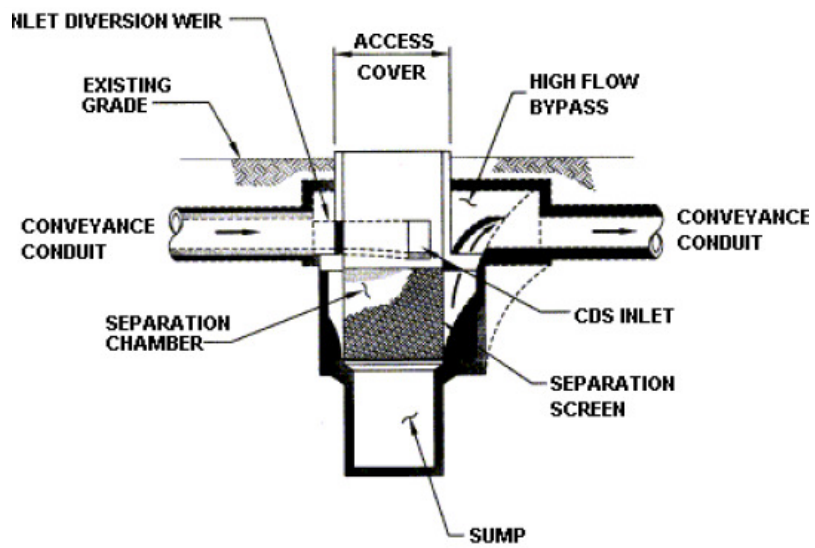 NLET DIVERSION WEIR
ACCESS
COVER
EXISTING
GRADE
HIGH FLOW
BYPASS
CONVEYANCE
CONDUIT
CONVEYANCE
CONDUIT
SEPARATION
CHAMBER
CDS INLET
SEPARATION
SCREEN
SUMP